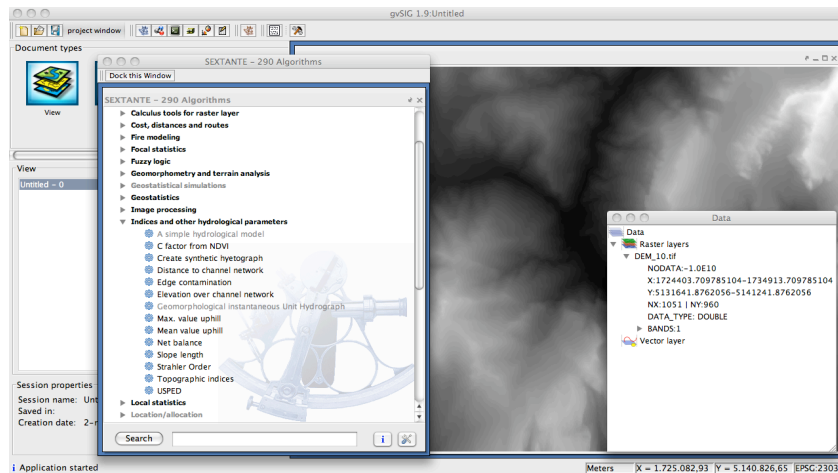 gvSIG 1.9:Untitled
project window
Document types
View
View
Untitled - 0
Session properties
Session name: Unt
Saved in:
Creation date: 2-r
Application started
SEXTANTE - 290 Algorithms
Dock this Window
SEXTANTE - 290 Algorithms
Calculus tools for raster layer
Cost, distances and routes
Fire modeling
Focal statistics
Fuzzy logic
Geomorphometry and terrain analysis
Geostatistical simulations
Geostatistics
Image processing
Indices and other hydrological parameters
A simple hydrological model
C factor from NDVI
Create synthetic hyetograph
Distance to channel network
Edge contamination
Elevation over channel network
Geomorphological instantaneous Unit Hydrograph
Max. value uphill
Mean value uphill
Net balance
Slope length
Strahler Order
Topographic indices
USPED
Local statistics
Location/allocation
Search
i
Data
Data
Raster layers
DEM_10.tif
NODATA:-1.0E10
X:1724403.709785104-1734913.709785104
Y:5131641.8762056-5141241.8762056
NX:1051 | NY:960
DATA_TYPE: DOUBLE
BANDS:1
Vector layer
Meters X = 1.725.082,93 Y = 5.140.826,65 EPSG:2303